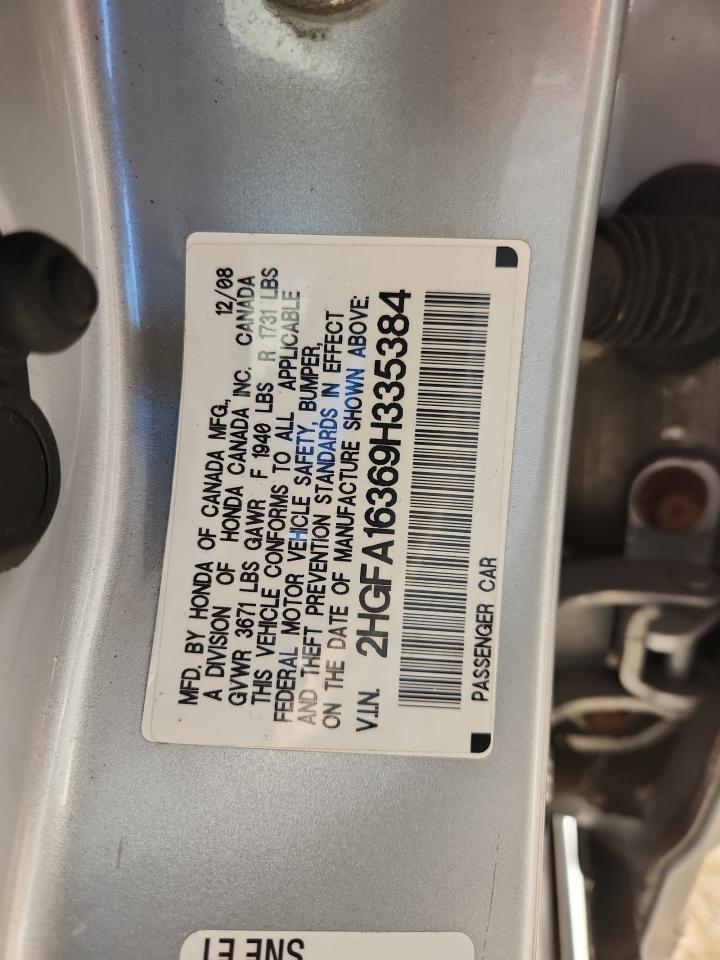 MFD. BY HONDA OF CANADA MFG., 12/08
A DIVISION OF HONDA CANADA INC. CANADA
GVWR 3671 LBS GAWR F 1940 LBS R 1731 LBS
THIS VEHICLE CONFORMS TO ALL APPLICABLE
FEDERAL MOTOR VEHICLE SAFETY, BUMPER,
AND THEFT PREVENTION STANDARDS IN EFFECT
ON THE DATE OF MANUFACTURE SHOWN ABOVE.
V.I.N. 2HGFA16369H335384
PASSENGER CAR